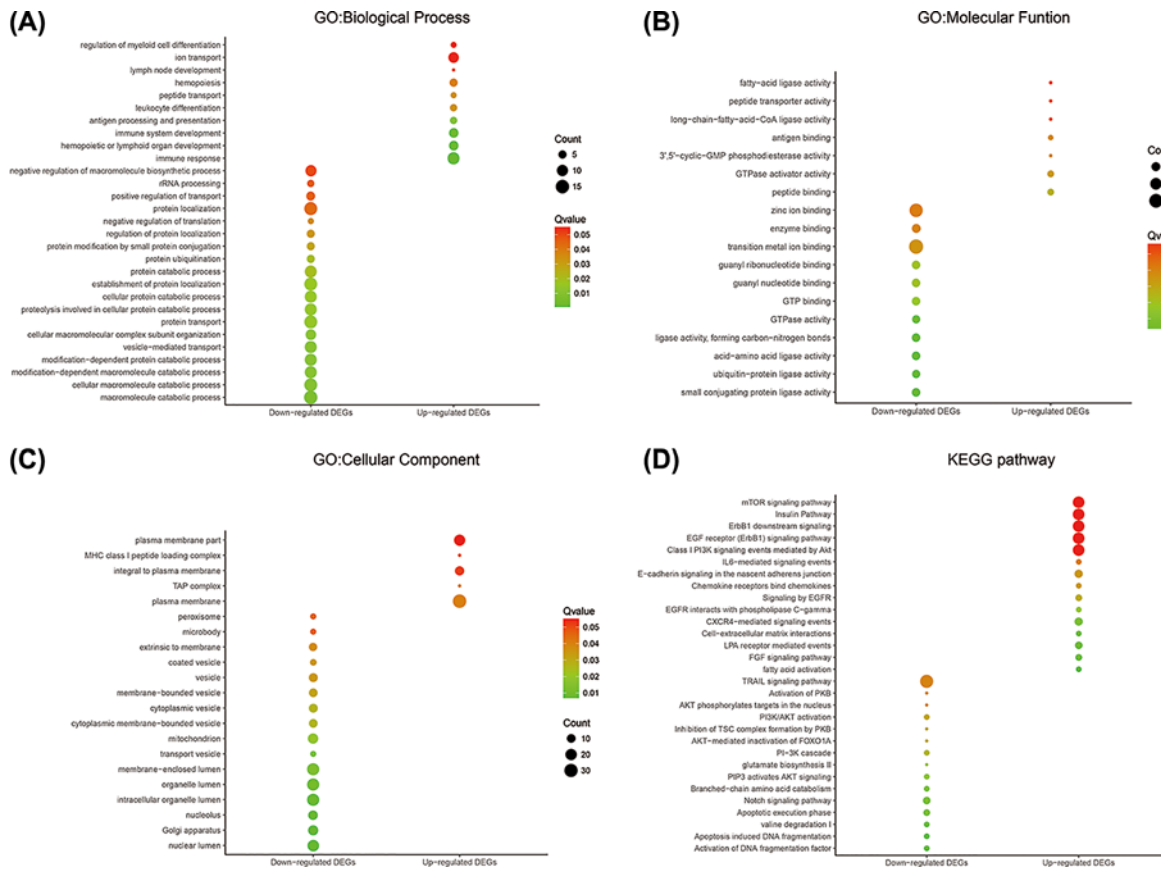 (A)
GO:Biological Process
regulation of myeloid cell differentiation
ion transport
lymph node development
hemopoiesis
peptide transport
leukocyte differentiation
antigen processing and presentation
immune system development
hemopoietic or lymphoid organ development
immune response
negative regulation of macromolecule biosynthetic process
rRNA processing
positive regulation of transport
protein localization
negative regulation of translation
regulation of protein localization
protein modification by small protein conjugation
protein ubiquitination
protein catabolic process
establishment of protein localization
cellular protein catabolic process
proteolysis involved in cellular protein catabolic process
protein transport
cellular macromolecular complex subunit organization
vesicle-mediated transport
modification-dependent protein catabolic process
modification-dependent macromolecule catabolic process
cellular macromolecule catabolic process
macromolecule catabolic process
Down-regulated DEGs
Up-regulated DEGs
Count
5
10
15
Qvalue
0.05
0.04
0.03
0.02
0.01
(B)
GO:Molecular Funtion
fatty-acid ligase activity
peptide transporter activity
long-chain-fatty-acid-CoA ligase activity
antigen binding
3',5'-cyclic-GMP phosphodiesterase activity
GTPase activator activity
peptide binding
zinc ion binding
enzyme binding
transition metal ion binding
guanyl ribonucleotide binding
guanyl nucleotide binding
GTP binding
GTPase activity
ligase activity, forming carbon-nitrogen bonds
acid-amino acid ligase activity
ubiquitin-protein ligase activity
small conjugating protein ligase activity
Down-regulated DEGs
Up-regulated DEGs
Co
Qv
(C)
GO:Cellular Component
plasma membrane part
MHC class I peptide loading complex
integral to plasma membrane
TAP complex
plasma membrane
peroxisome
microbody
extrinsic to membrane
coated vesicle
vesicle
membrane-bounded vesicle
cytoplasmic vesicle
cytoplasmic membrane-bounded vesicle
mitochondrion
transport vesicle
membrane-enclosed lumen
organelle lumen
intracellular organelle lumen
nucleolus
Golgi apparatus
nuclear lumen
Down-regulated DEGs
Up-regulated DEGs
Qvalue
0.05
0.04
0.03
0.02
0.01
Count
10
20
30
(D)
KEGG pathway
mTOR signaling pathway
Insulin Pathway
ErbB1 downstream signaling
EGF receptor (ErbB1) signaling pathway
Class I PI3K signaling events mediated by Akt
IL6-mediated signaling events
E-cadherin signaling in the nascent adherens junction
Chemokine receptors bind chemokines
Signaling by EGFR
EGFR interacts with phospholipase C-gamma
CXCR4-mediated signaling events
Cell-extracellular matrix interactions
LPA receptor mediated events
FGF signaling pathway
fatty acid activation
TRAIL signaling pathway
Activation of PKB
AKT phosphorylates targets in the nucleus
PI3K/AKT activation
Inhibition of TSC complex formation by PKB
AKT-mediated inactivation of FOXO1A
PI-3K cascade
glutamate biosynthesis II
PIP3 activates AKT signaling
Branched-chain amino acid catabolism
Notch signaling pathway
Apoptotic execution phase
valine degradation I
Apoptosis induced DNA fragmentation
Activation of DNA fragmentation factor
Down-regulated DEGs
Up-regulated DEGs